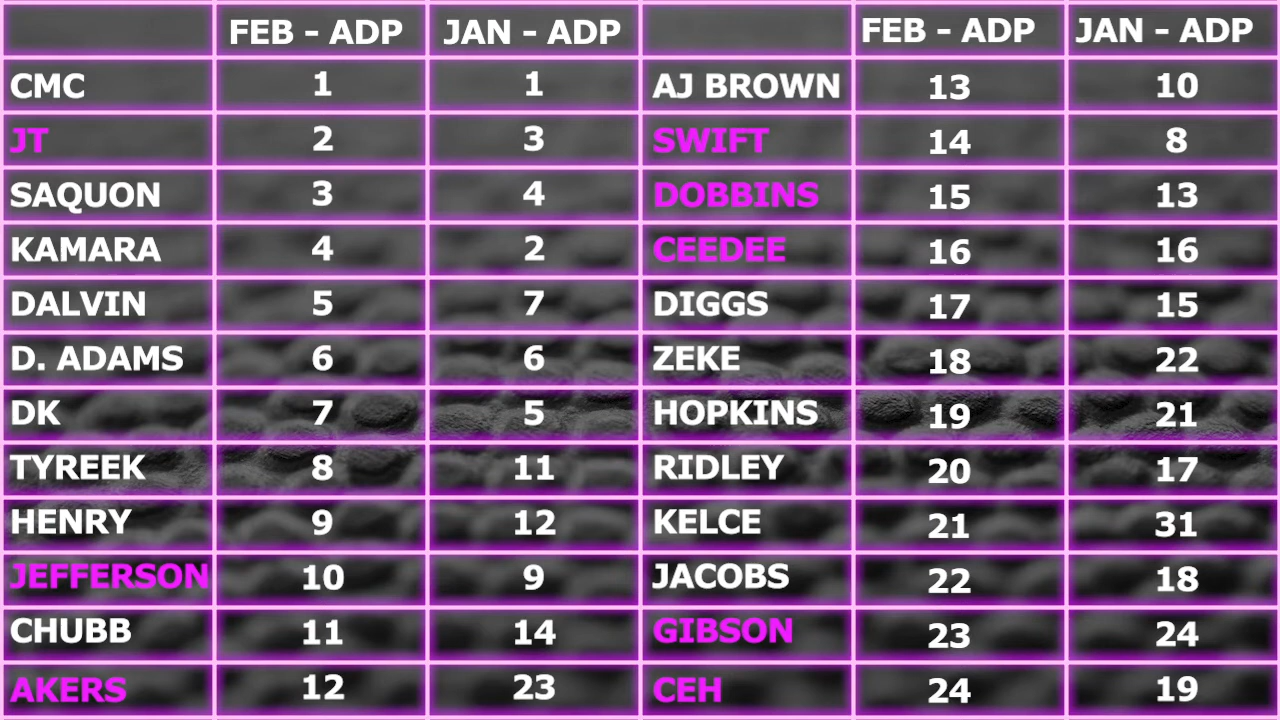 FEB - ADP JAN - ADP FEB - ADP JAN - ADP
CMC 1 1 AJ BROWN 13 10
JT 2 3 SWIFT 14 8
SAQUON 3 4 DOBBINS 15 13
KAMARA 4 2 CEEDEE 16 16
DALVIN 5 7 DIGGS 17 15
D. ADAMS 6 6 ZEKE 18 22
DK 7 5 HOPKINS 19 21
TYREEK 8 11 RIDLEY 20 17
HENRY 9 12 KELCE 21 31
JEFFERSON 10 9 JACOBS 22 18
CHUBB 11 14 GIBSON 23 24
AKERS 12 23 CEH 24 19